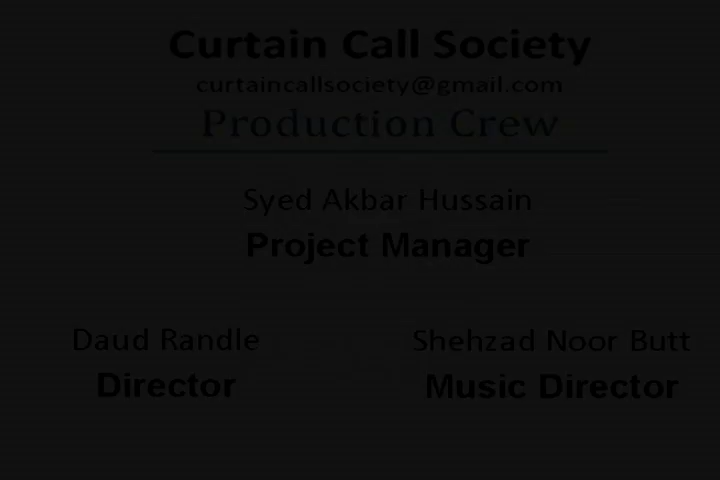 Curtain Call Society
curtaincallsociety@gmail.com
Production Crew
Syed Akbar Hussain
Project Manager
Daud Randle
Shehzad Noor Butt
Director
Music Director